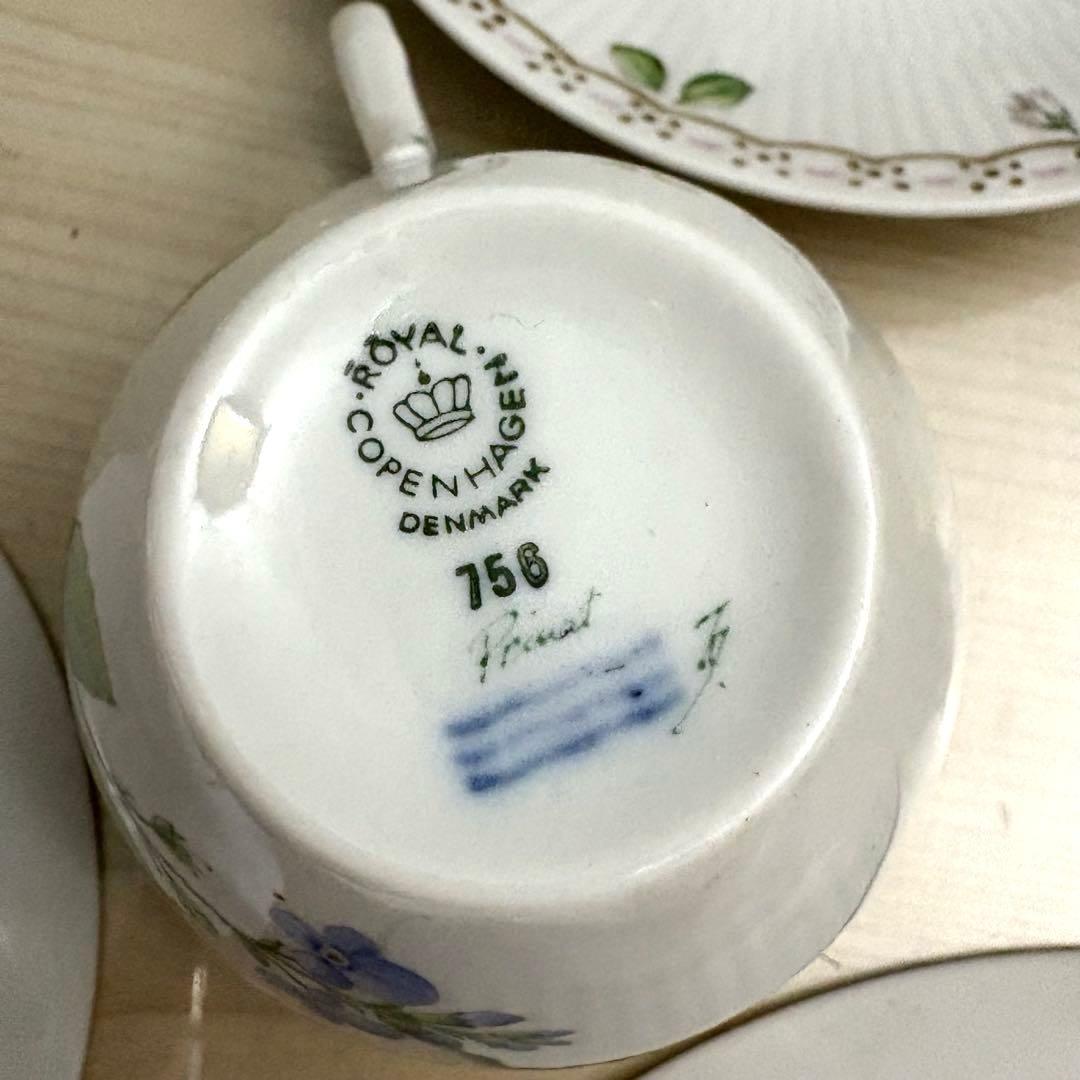 ROYAL
COPENHAGEN
DENMARK
756
Privat